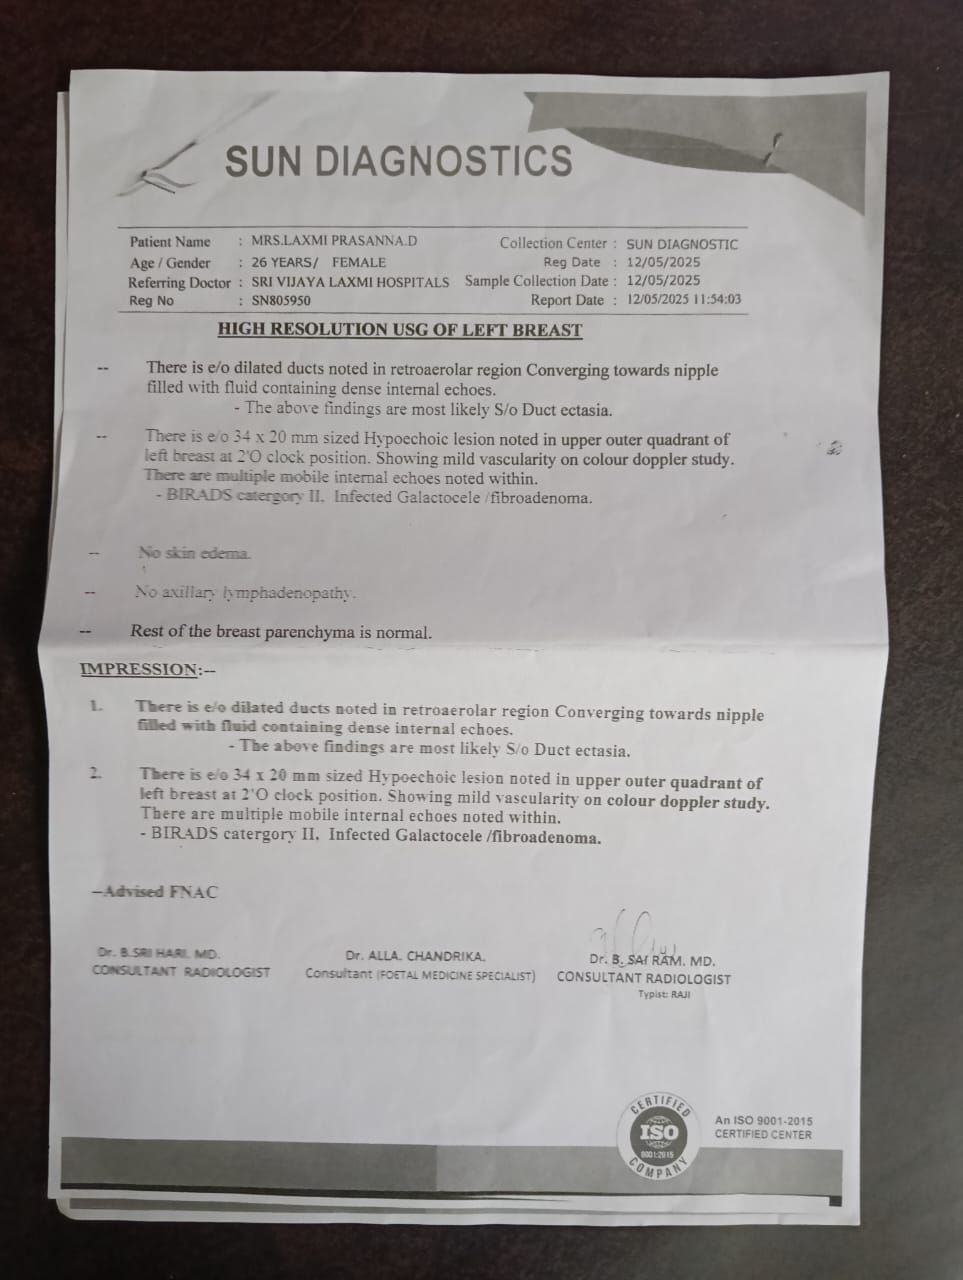 SUN DIAGNOSTICS
Patient Name : MRS.LAXMI PRASANNA.D Collection Center : SUN DIAGNOSTIC
Age / Gender : 26 YEARS/ FEMALE Reg Date : 12/05/2025
Referring Doctor : SRI VIJAYA LAXMI HOSPITALS Sample Collection Date : 12/05/2025
Reg No : SN805950 Report Date : 12/05/2025 11:54:03
HIGH RESOLUTION USG OF LEFT BREAST
-- There is e/o dilated ducts noted in retroaerolar region Converging towards nipple
filled with fluid containing dense internal echoes.
- The above findings are most likely S/o Duct ectasia.
-- There is e/o 34 x 20 mm sized Hypoechoic lesion noted in upper outer quadrant of
left breast at 2'O clock position. Showing mild vascularity on colour doppler study.
There are multiple mobile internal echoes noted within.
- BIRADS catergory II. Infected Galactocele /fibroadenoma.
-- No skin edema.
-- No axillary lymphadenopathy.
-- Rest of the breast parenchyma is normal.
IMPRESSION:--
1. There is e/o dilated ducts noted in retroaerolar region Converging towards nipple
filled with fluid containing dense internal echoes.
- The above findings are most likely S/o Duct ectasia.
2. There is e/o 34 x 20 mm sized Hypoechoic lesion noted in upper outer quadrant of
left breast at 2'O clock position. Showing mild vascularity on colour doppler study.
There are multiple mobile internal echoes noted within.
- BIRADS catergory II. Infected Galactocele /fibroadenoma.
--Advised FNAC
Dr. B.SRI HARI. MD. Dr. ALLA. CHANDRIKA. Dr. B. SAI RAM. MD.
CONSULTANT RADIOLOGIST Consultant (FOETAL MEDICINE SPECIALIST) CONSULTANT RADIOLOGIST
Typist: RAJI
CERTIFIED
ISO
9001:2015
COMPANY
An ISO 9001-2015
CERTIFIED CENTER